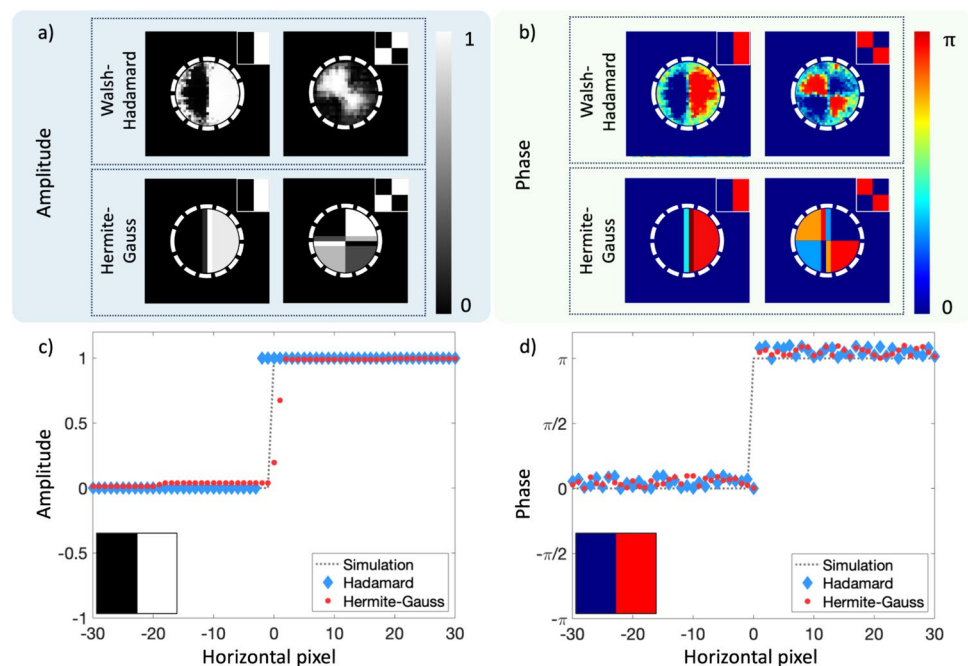 a)
Amplitude
Walsh-
Hadamard
Hermite-
Gauss
1
0
b)
Phase
Walsh-
Hadamard
Hermite-
Gauss
π
0
c)
Amplitude
1
0.5
0
-0.5
-1
-30 -20 -10 0 10 20 30
Horizontal pixel
Simulation
Hadamard
Hermite-Gauss
d)
Phase
π
π/2
0
-π/2
-π
-30 -20 -10 0 10 20 30
Horizontal pixel
Simulation
Hadamard
Hermite-Gauss